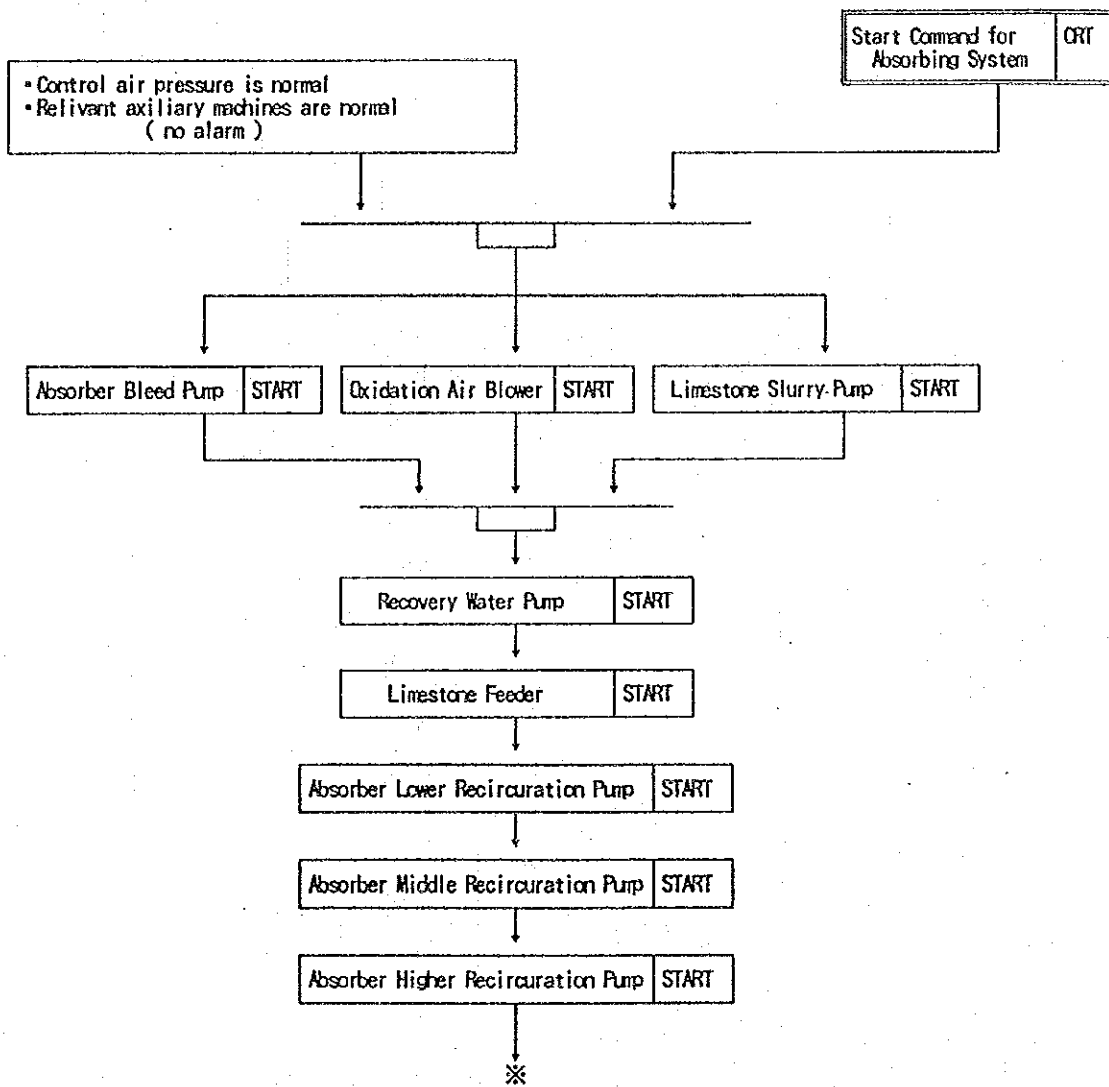 Start Command for CRT
Absorbing System
・Control air pressure is normal
・Relivant axiliary machines are normal
( no alarm )
Absorber Bleed Pump START
Oxidation Air Blower START
Limestone Slurry Pump START
Recovery Water Pump START
Limestone Feeder START
Absorber Lower Recircuration Pump START
Absorber Middle Recircuration Pump START
Absorber Higher Recircuration Pump START
※